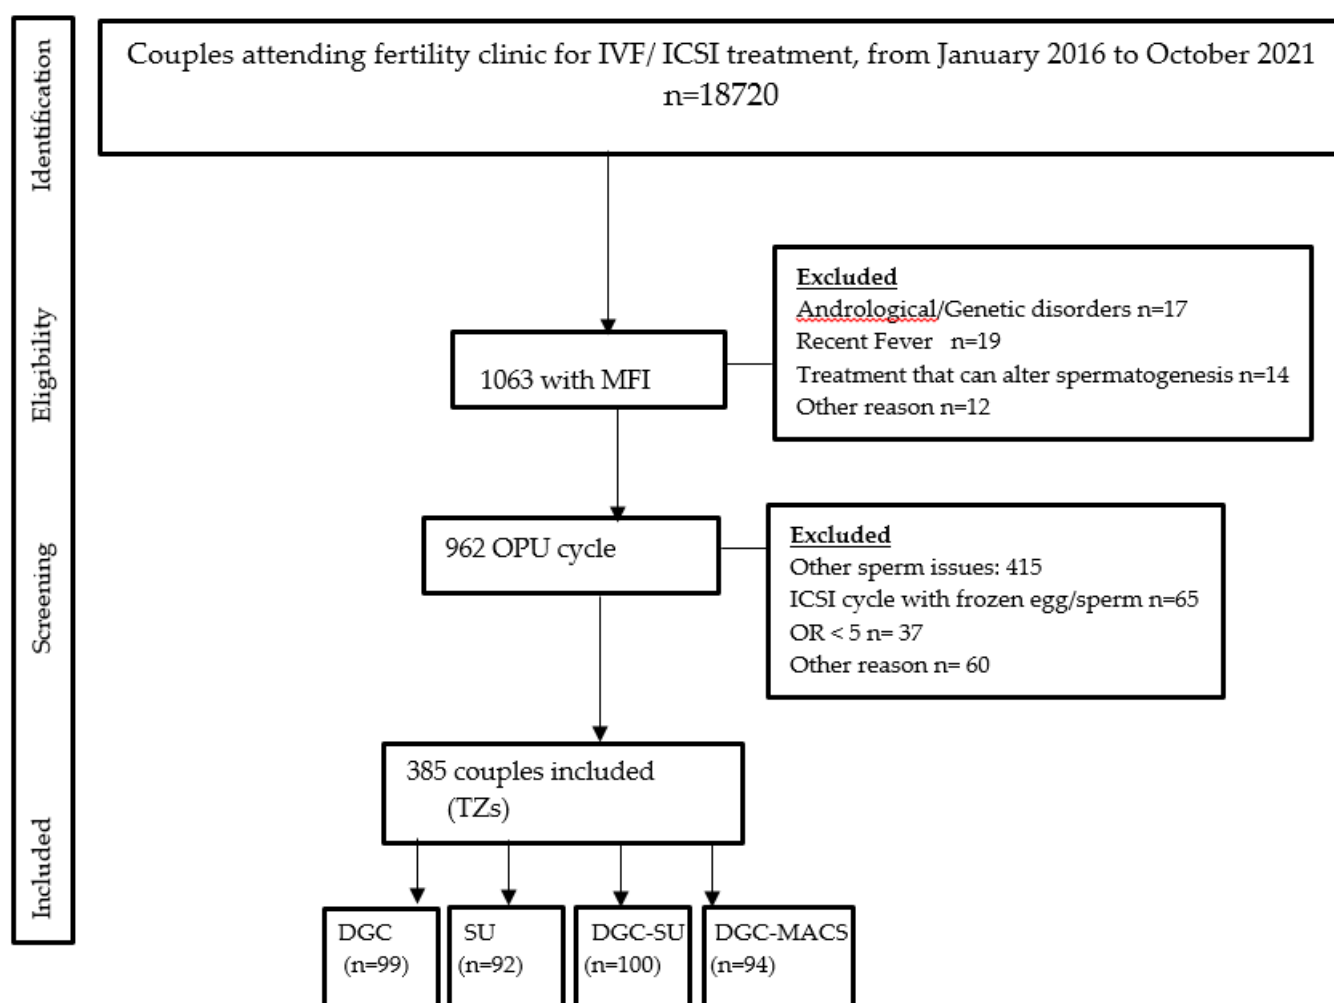 Identification
Eligibility
Screening
Included
Couples attending fertility clinic for IVF/ ICSI treatment, from January 2016 to October 2021
n=18720
1063 with MFI
Excluded
Andrological/Genetic disorders n=17
Recent Fever n=19
Treatment that can alter spermatogenesis n=14
Other reason n=12
962 OPU cycle
Excluded
Other sperm issues: 415
ICSI cycle with frozen egg/sperm n=65
OR < 5 n= 37
Other reason n= 60
385 couples included
(TZs)
DGC
(n=99)
SU
(n=92)
DGC-SU
(n=100)
DGC-MACS
(n=94)